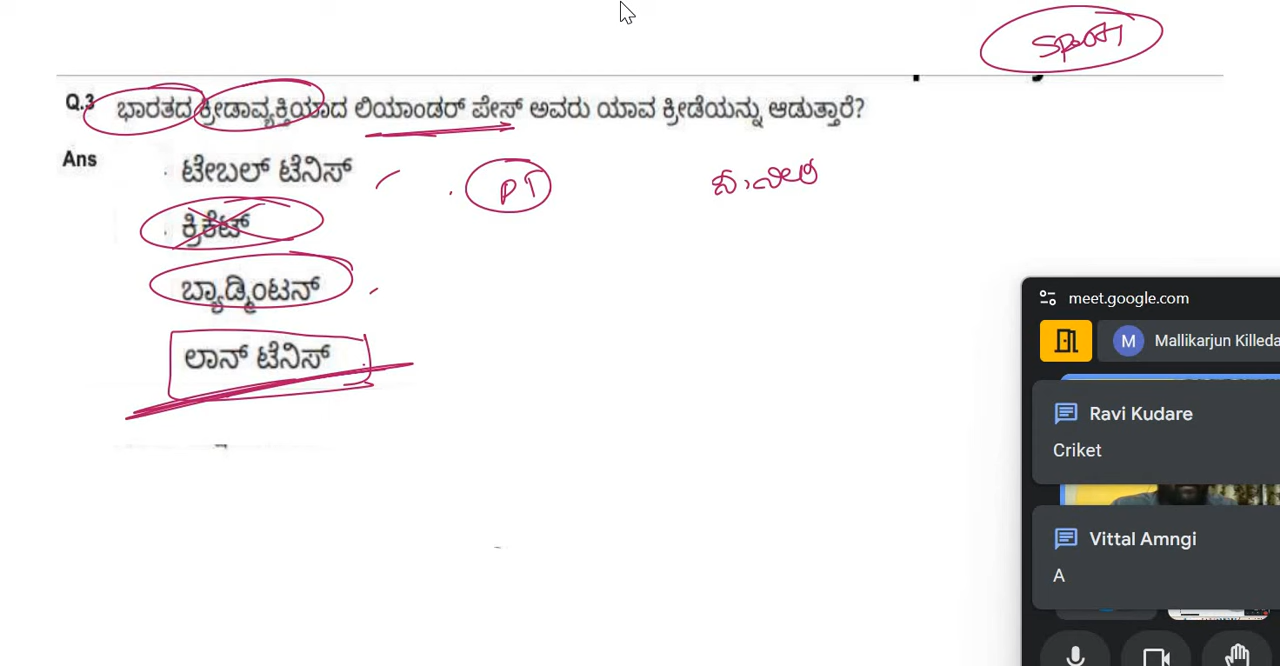 Sport
Q.3 ಭಾರತದ ಕ್ರೀಡಾವ್ಯಕ್ತಿಯಾದ ಲಿಯಾಂಡರ್ ಪೇಸ್ ಅವರು ಯಾವ ಕ್ರೀಡೆಯನ್ನು ಆಡುತ್ತಾರೆ?
Ans
ಟೇಬಲ್ ಟೆನಿಸ್
PT
ಕ್ರಿಕೆಟ್
ಬ್ಯಾಡ್ಮಿಂಟನ್
ಲಾನ್ ಟೆನಿಸ್
meet.google.com
M Mallikarjun Killeda
Ravi Kudare
Criket
Vittal Amngi
A